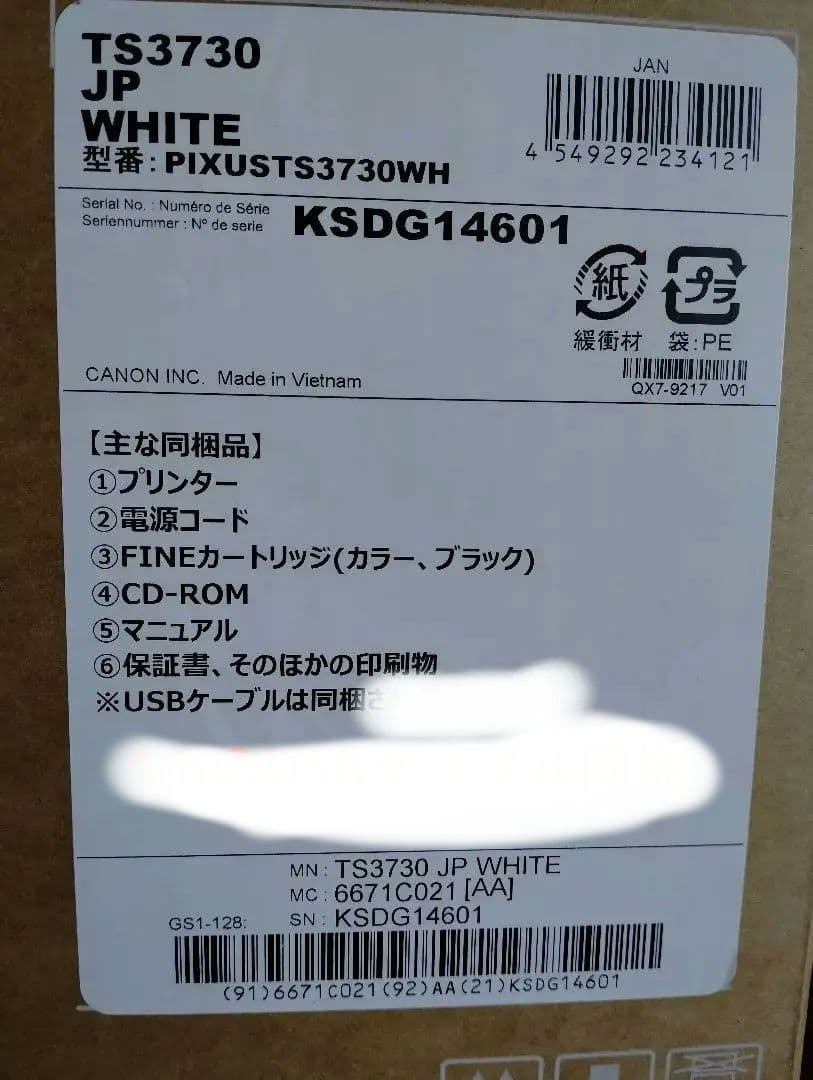 TS3730
JP
WHITE
型番:PIXUSTS3730WH
JAN
4 549292 234121
Serial No. : Numéro de Série
Seriennummer : Nº de serie
KSDG14601
紙
プラ
緩衝材 袋:PE
QX7-9217 V01
CANON INC. Made in Vietnam
【主な同梱品】
①プリンター
②電源コード
③FINEカートリッジ(カラー、ブラック)
④CD-ROM
⑤マニュアル
⑥保証書、そのほかの印刷物
※USBケーブルは同梱さ
MN : TS3730 JP WHITE
MC : 6671C021[AA]
GS1-128: SN : KSDG14601
(91)6671C021(92)AA(21)KSDG14601